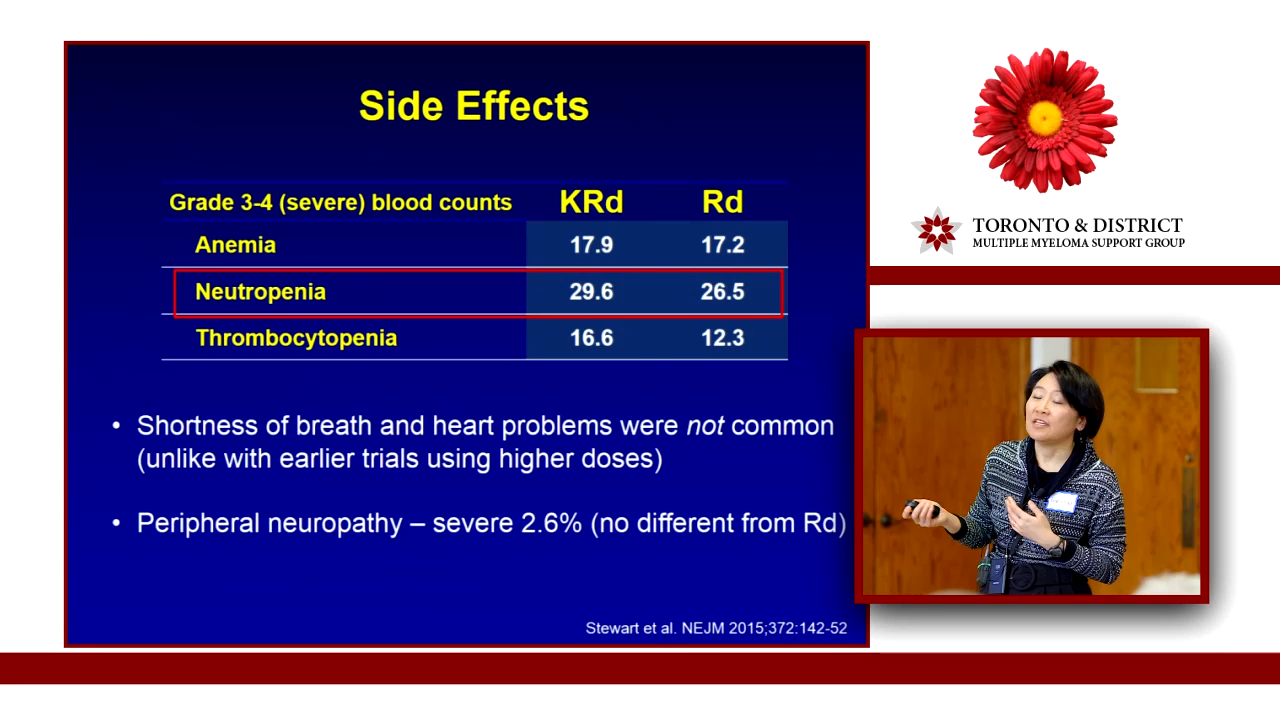 Side Effects
Grade 3-4 (severe) blood counts KRd Rd
Anemia 17.9 17.2
Neutropenia 29.6 26.5
Thrombocytopenia 16.6 12.3
• Shortness of breath and heart problems were not common
(unlike with earlier trials using higher doses)
• Peripheral neuropathy – severe 2.6% (no different from Rd)
Stewart et al. NEJM 2015;372:142-52
TORONTO & DISTRICT
MULTIPLE MYELOMA SUPPORT GROUP